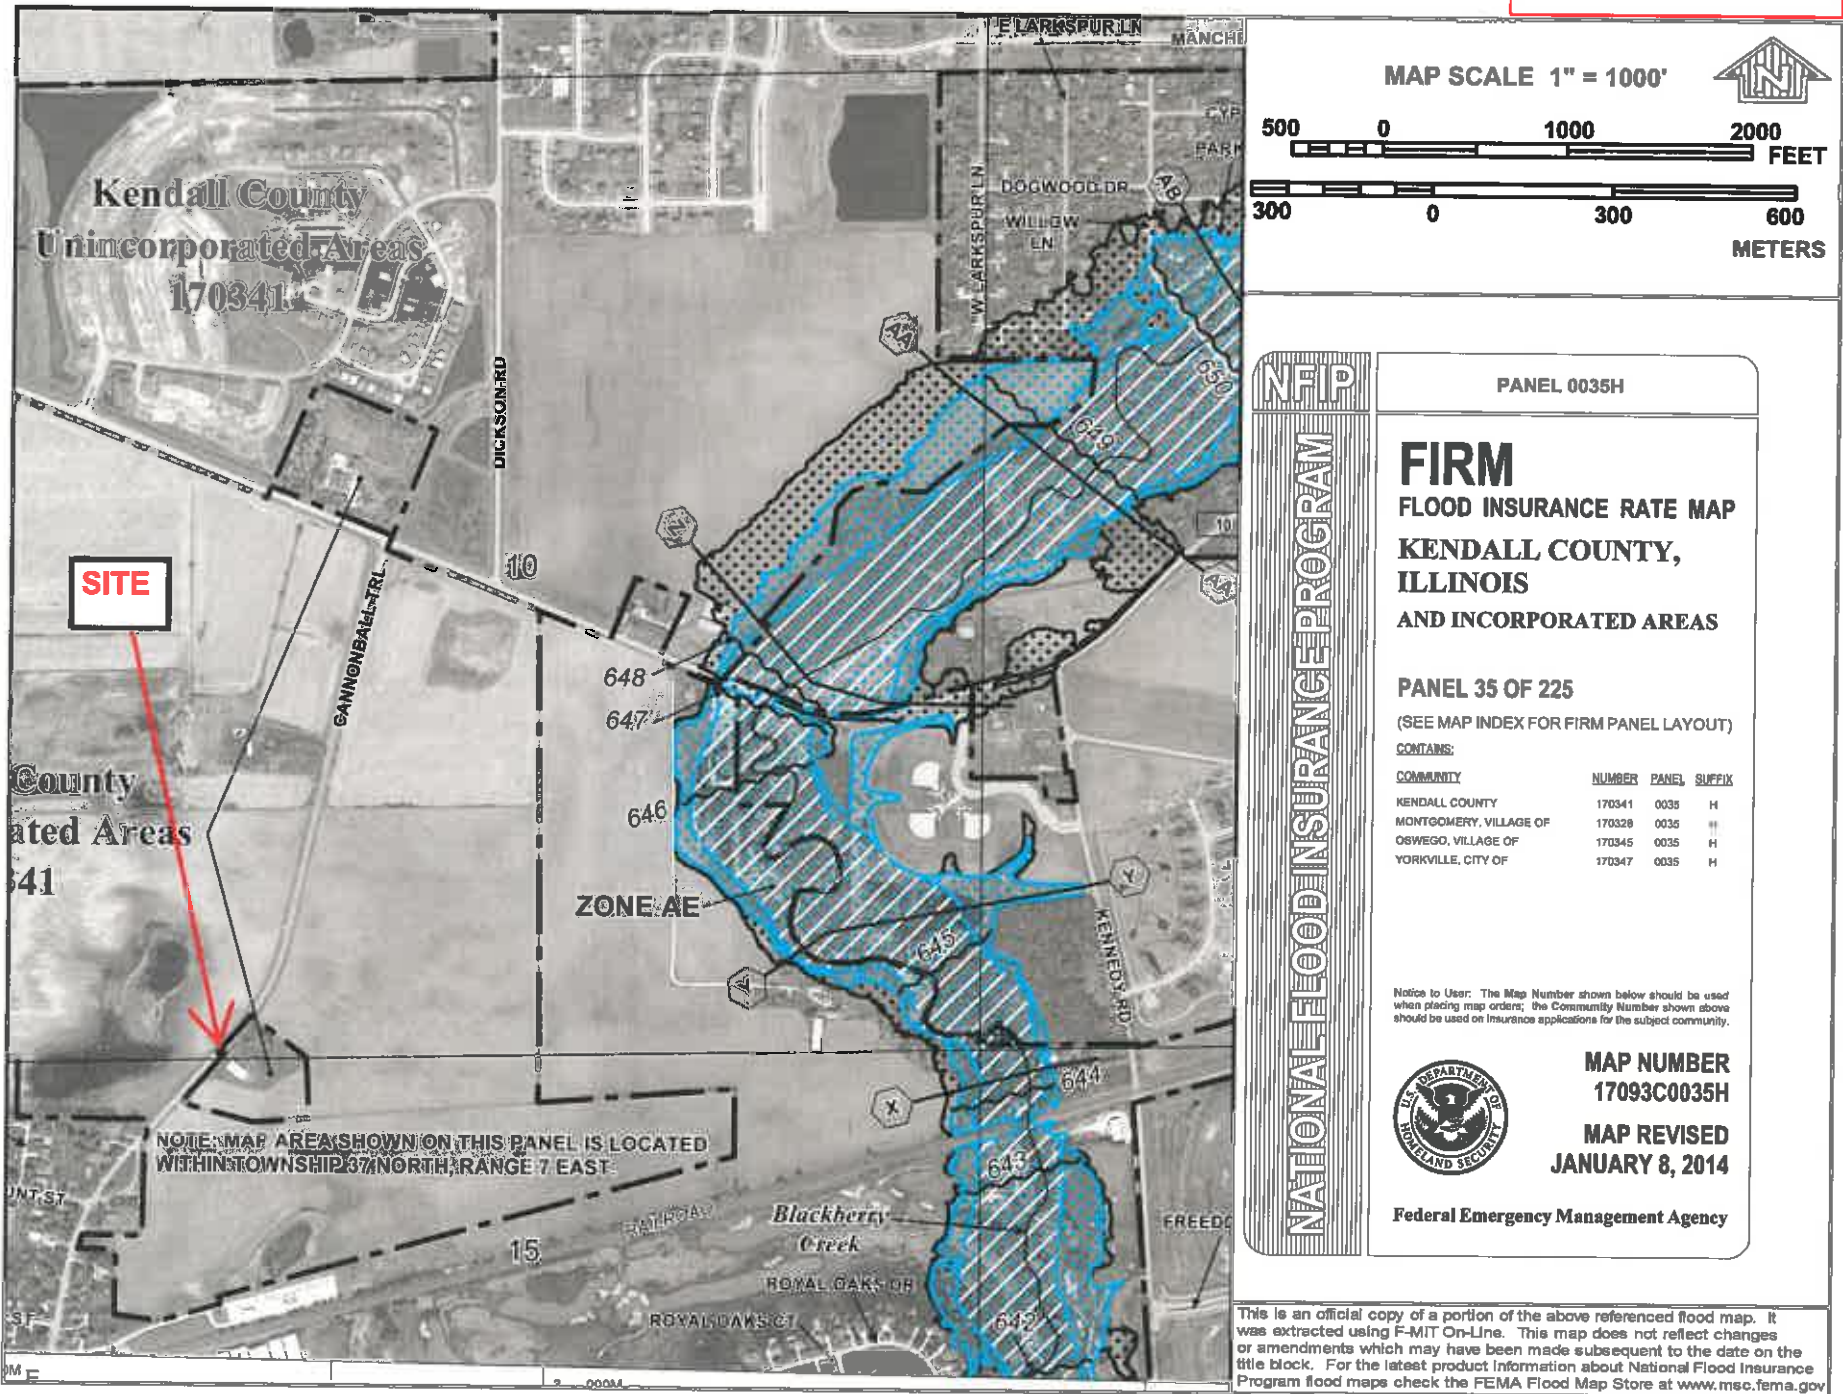 E LARKSPUR LN
MANCHE
CYP
PARK
W LARKSPUR LN
DOGWOOD DR
WILLOW
LN
AB
Kendall County
Unincorporated Areas
170341
DICKSON RD
AA
650
649
Z
10
10
AA
SITE
CANNONBALL TRL
648
647
646
County
ated Areas
341
ZONE AE
Y
645
Y
KENNEDY RD
X
644
NOTE: MAP AREA SHOWN ON THIS PANEL IS LOCATED
WITHIN TOWNSHIP 37 NORTH, RANGE 7 EAST.
643
UNT ST
RAILROAD
Blackberry
Creek
FREEDO
15
ROYAL OAKS DR
ROYAL OAKS CT
642
S F
000M
MAP SCALE 1" = 1000'
N
500 0 1000 2000
FEET
300 0 300 600
METERS
NFIP
NATIONAL FLOOD INSURANCE PROGRAM
PANEL 0035H
FIRM
FLOOD INSURANCE RATE MAP
KENDALL COUNTY,
ILLINOIS
AND INCORPORATED AREAS
PANEL 35 OF 225
(SEE MAP INDEX FOR FIRM PANEL LAYOUT)
CONTAINS:
COMMUNITY NUMBER PANEL SUFFIX
KENDALL COUNTY 170341 0035 H
MONTGOMERY, VILLAGE OF 170328 0035 H
OSWEGO, VILLAGE OF 170345 0035 H
YORKVILLE, CITY OF 170347 0035 H
Notice to User: The Map Number shown below should be used
when placing map orders; the Community Number shown above
should be used on insurance applications for the subject community.
U.S. DEPARTMENT OF HOMELAND SECURITY
MAP NUMBER
17093C0035H
MAP REVISED
JANUARY 8, 2014
Federal Emergency Management Agency
This is an official copy of a portion of the above referenced flood map. It
was extracted using F-MIT On-Line. This map does not reflect changes
or amendments which may have been made subsequent to the date on the
title block. For the latest product information about National Flood Insurance
Program flood maps check the FEMA Flood Map Store at www.msc.fema.gov